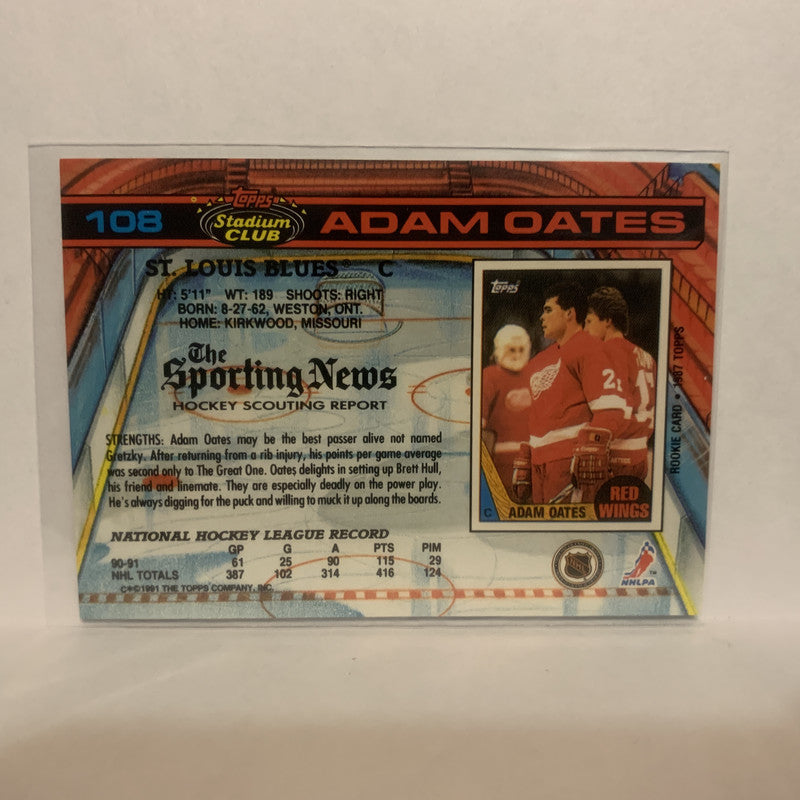 108 Topps Stadium CLUB ADAM OATES
ST. LOUIS BLUES® C
HT: 5'11" WT: 189 SHOOTS: RIGHT
BORN: 8-27-62, WESTON, ONT.
HOME: KIRKWOOD, MISSOURI
The
Sporting News
HOCKEY SCOUTING REPORT
STRENGTHS: Adam Oates may be the best passer alive not named
Gretzky. After returning from a rib injury, his points per game average
was second only to The Great One. Oates delights in setting up Brett Hull,
his friend and linemate. They are especially deadly on the power play.
He's always digging for the puck and willing to muck it up along the boards.
NATIONAL HOCKEY LEAGUE RECORD
GP G A PTS PIM
90-91 61 25 90 115 29
NHL TOTALS 387 102 314 416 124
C✻©1991 THE TOPPS COMPANY, INC.
Topps
C ADAM OATES RED WINGS
ROOKIE CARD • 1987 TOPPS
NHL
NHLPA™